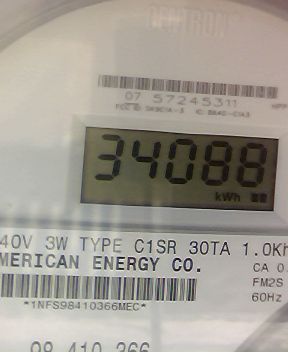 CENTRON
07 57245311
34088
kWh
40V 3W TYPE C1SR 30TA 1.0Kh
MERICAN ENERGY CO.
CA 0.
FM2S
60Hz
*1NFS98410366MEC*
98 410 366